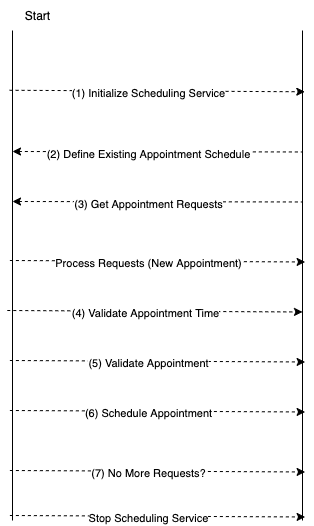 Start
(1) Initialize Scheduling Service
(2) Define Existing Appointment Schedule
(3) Get Appointment Requests
Process Requests (New Appointment)
(4) Validate Appointment Time
(5) Validate Appointment
(6) Schedule Appointment
(7) No More Requests?
Stop Scheduling Service